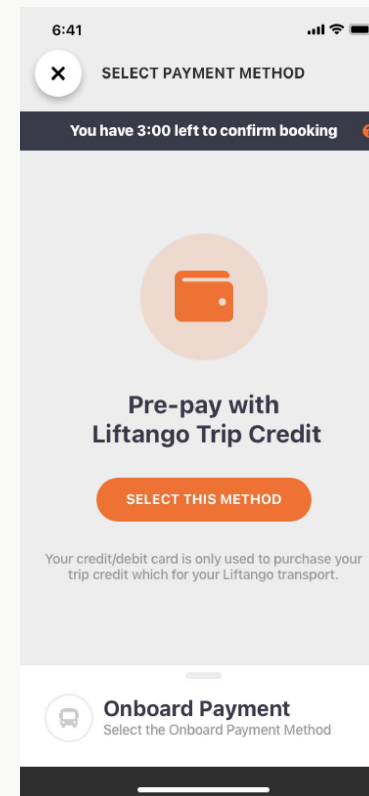 6:41
SELECT PAYMENT METHOD
You have 3:00 left to confirm booking
Pre-pay with
Liftango Trip Credit
SELECT THIS METHOD
Your credit/debit card is only used to purchase your
trip credit which for your Liftango transport.
Onboard Payment
Select the Onboard Payment Method